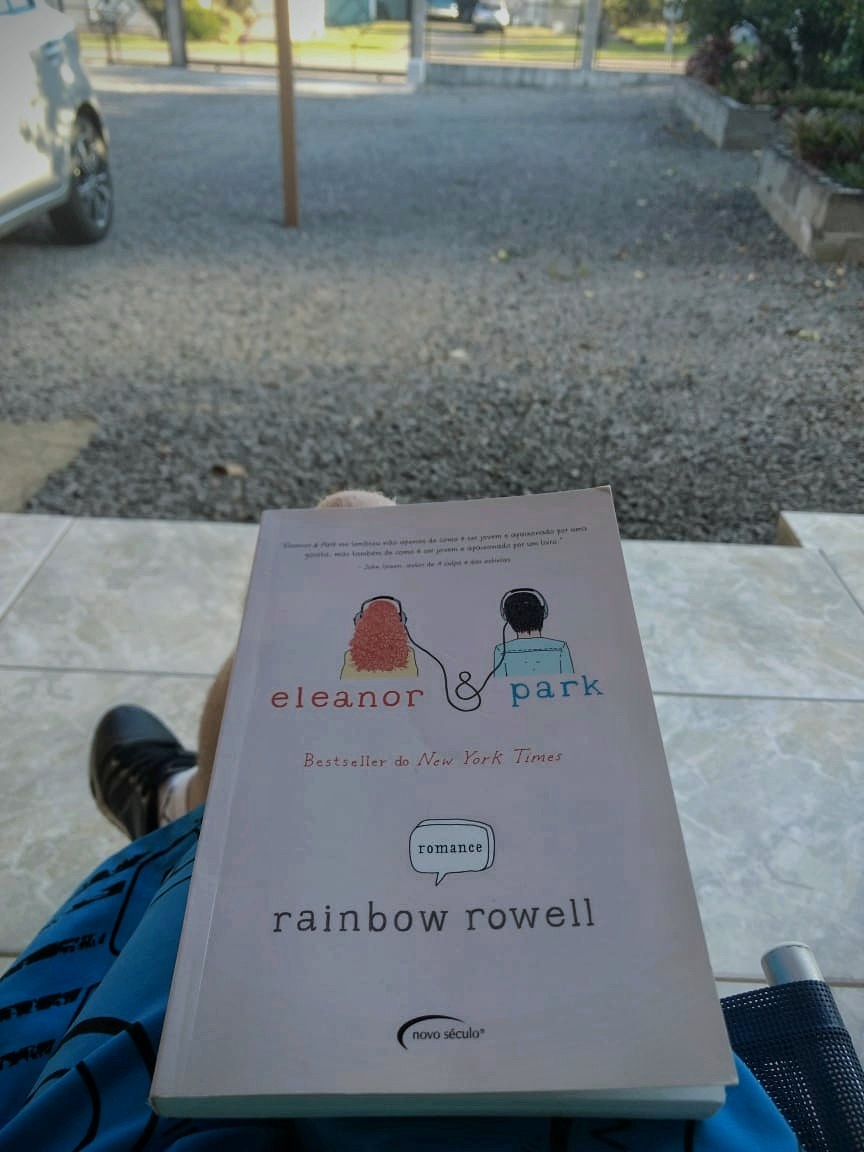 "Eleanor & Park me lembrou não apenas de como é ser jovem e apaixonado por uma
garota, mas também de como é ser jovem e apaixonado por um livro."
- John Green, autor de A culpa é das estrelas
eleanor & park
Bestseller do New York Times
romance
rainbow rowell
novo século®